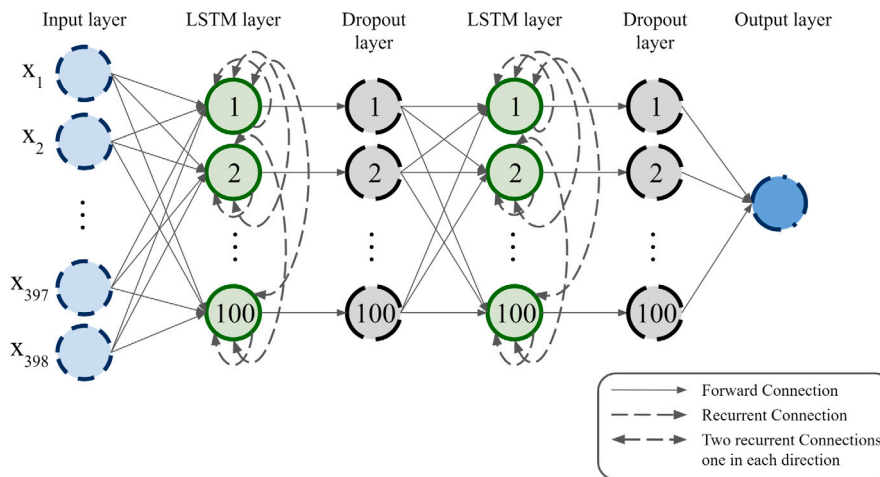 Input layer
LSTM layer
Dropout
layer
LSTM layer
Dropout
layer
Output layer
x1
x2
x397
x398
1
2
100
1
2
100
1
2
100
1
2
100
Forward Connection
Recurrent Connection
Two recurrent Connections
one in each direction